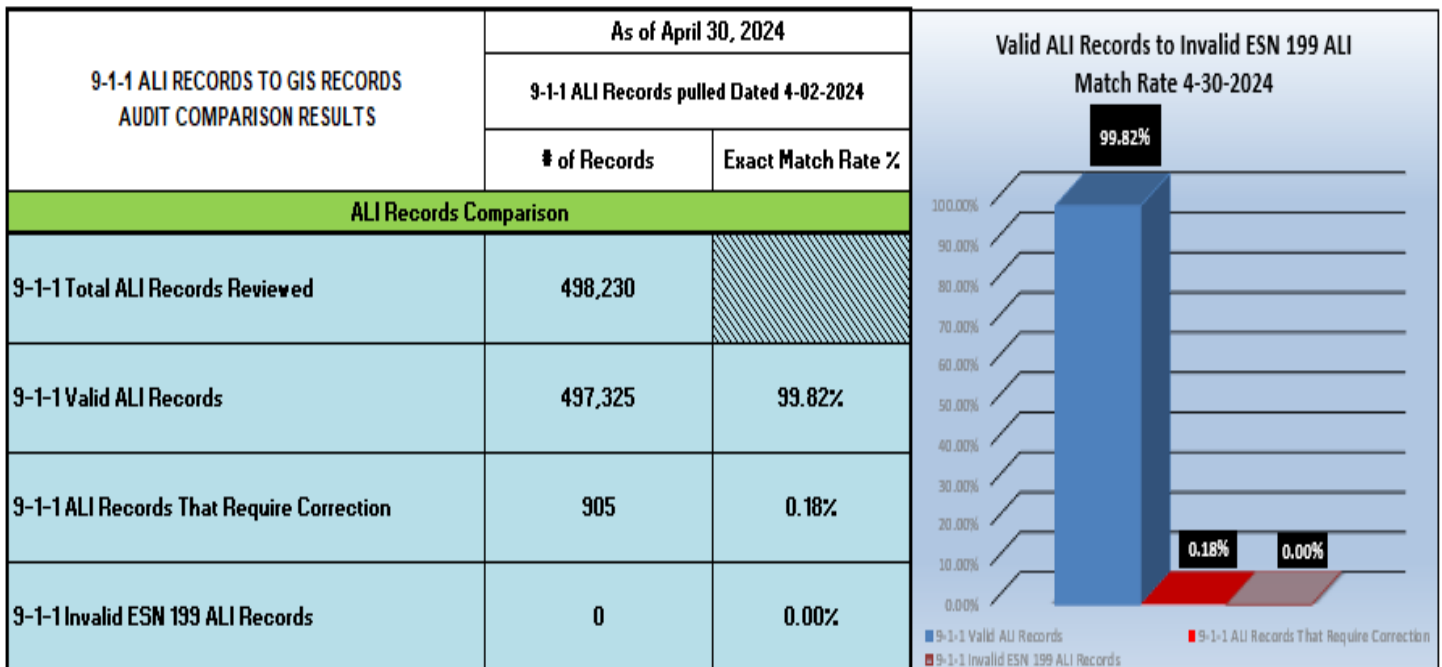 9-1-1 ALI RECORDS TO GIS RECORDS
AUDIT COMPARISON RESULTS
As of April 30, 2024
9-1-1 ALI Records pulled Dated 4-02-2024
# of Records
Exact Match Rate %
ALI Records Comparison
9-1-1 Total ALI Records Reviewed
498,230
9-1-1 Valid ALI Records
497,325
99.82%
9-1-1 ALI Records That Require Correction
905
0.18%
9-1-1 Invalid ESN 199 ALI Records
0
0.00%
Valid ALI Records to Invalid ESN 199 ALI
Match Rate 4-30-2024
99.82%
100.00%
90.00%
80.00%
70.00%
60.00%
50.00%
40.00%
30.00%
20.00%
10.00%
0.00%
0.18%
0.00%
9-1-1 Valid ALI Records
9-1-1 ALI Records That Require Correction
9-1-1 Invalid ESN 199 ALI Records